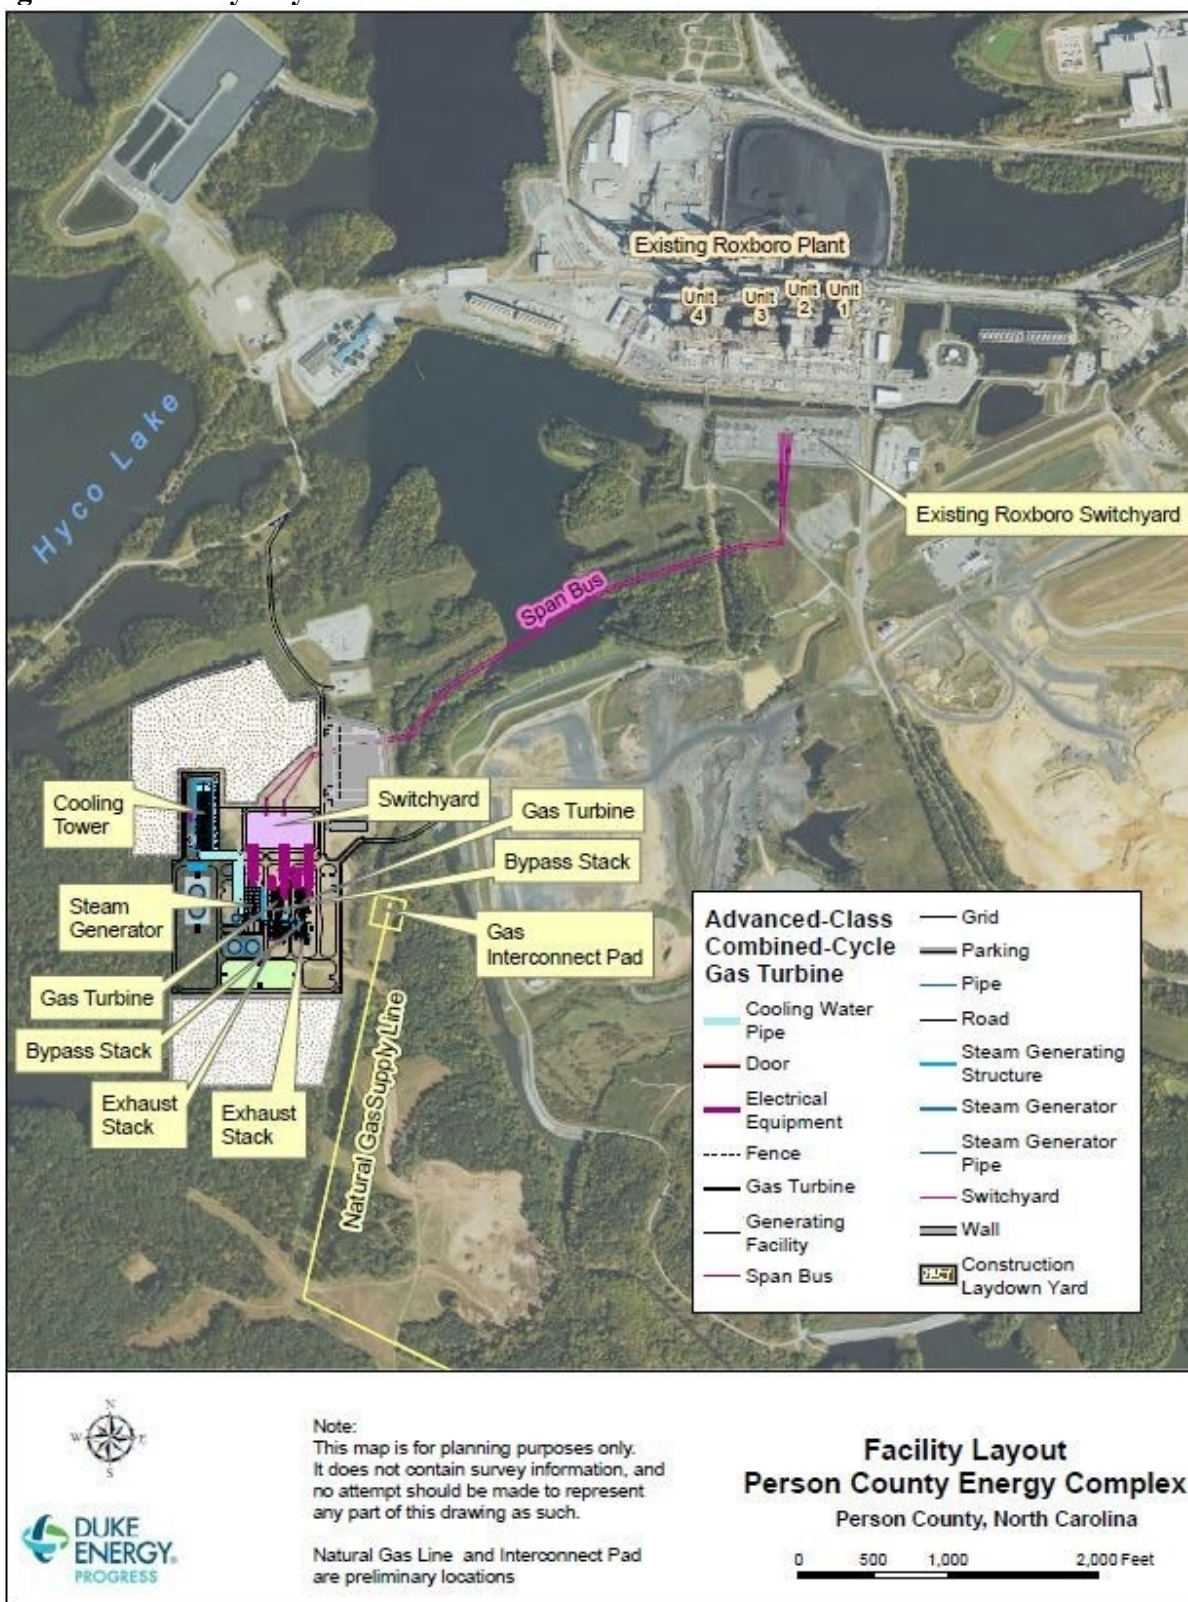 Existing Roxboro Plant
Unit
4
Unit
3
Unit
2
Unit
1
Hyco Lake
Existing Roxboro Switchyard
Span Bus
Cooling
Tower
Switchyard
Gas Turbine
Bypass Stack
Steam
Generator
Gas
Interconnect Pad
Gas Turbine
Bypass Stack
Exhaust
Stack
Exhaust
Stack
Natural GasSupply Line
Advanced-Class
Combined-Cycle
Gas Turbine
Cooling Water
Pipe
Door
Electrical
Equipment
Fence
Gas Turbine
Generating
Facility
Span Bus
Grid
Parking
Pipe
Road
Steam Generating
Structure
Steam Generator
Steam Generator
Pipe
Switchyard
Wall
Construction
Laydown Yard
N
W E
S
DUKE
ENERGY®
PROGRESS
Note:
This map is for planning purposes only.
It does not contain survey information, and
no attempt should be made to represent
any part of this drawing as such.
Natural Gas Line and Interconnect Pad
are preliminary locations
Facility Layout
Person County Energy Complex
Person County, North Carolina
0 500 1,000 2,000 Feet